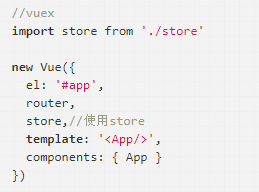 //vuex
import store from './store'

new Vue({
  el: '#app',
  router,
  store,//使用store
  template: '<App/>',
  components: { App }
})